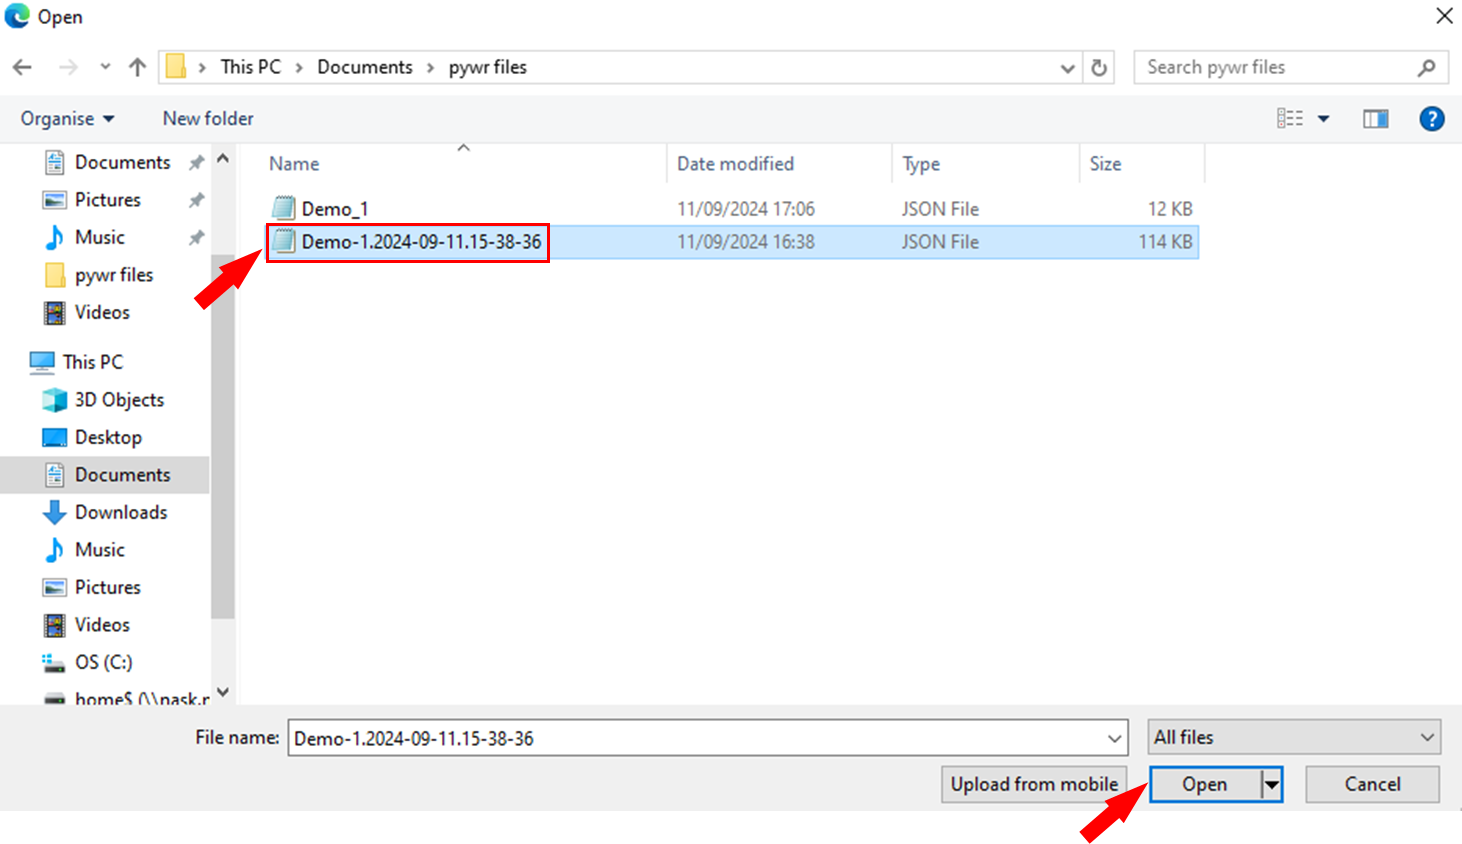 Open
This PC > Documents > pywr files
Search pywr files
Organise
New folder
Documents
Pictures
Music
pywr files
Videos
This PC
3D Objects
Desktop
Documents
Downloads
Music
Pictures
Videos
OS (C:)
home$ (\\nask.r
Name Date modified Type Size
Demo_1 11/09/2024 17:06 JSON File 12 KB
Demo-1.2024-09-11.15-38-36 11/09/2024 16:38 JSON File 114 KB
File name: Demo-1.2024-09-11.15-38-36 All files
Upload from mobile Open Cancel